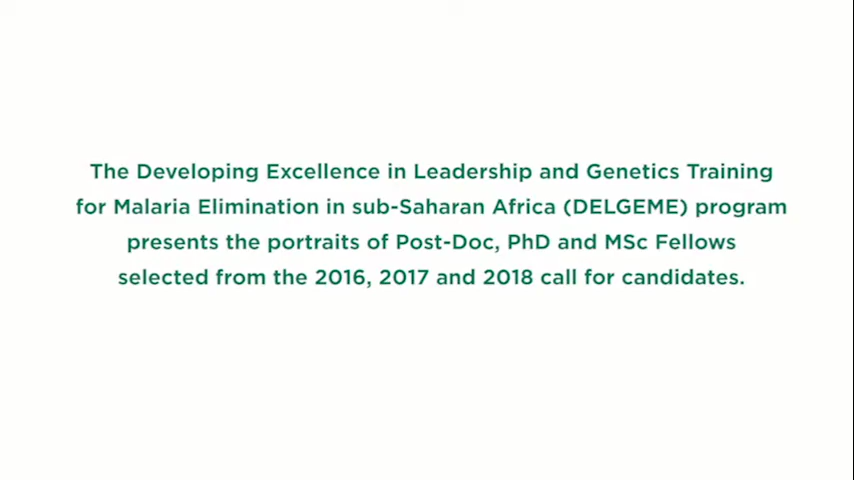 The Developing Excellence in Leadership and Genetics Training
for Malaria Elimination in sub-Saharan Africa (DELGEME) program
presents the portraits of Post-Doc, PhD and MSc Fellows
selected from the 2016, 2017 and 2018 call for candidates.